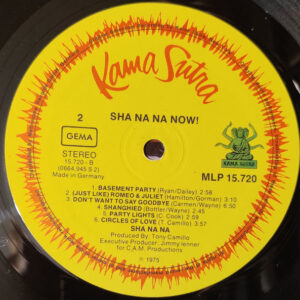 Kama Sutra
2 SHA NA NA NOW!
GEMA
STEREO
15.720 - B
(0664.945 S 2)
Made in Germany
KAMA SUTRA
MLP 15.720
1. BASEMENT PARTY (Ryan/Dailey) 2:58
2. (JUST LIKE) ROMEO & JULIET (Hamilton/Gorman) 3:10
3. DON'T WANT TO SAY GOODBYE (Carmen/Wayne) 6:30
4. SHANGHIED (Bottler/Wayne) 2:45
5. PARTY LIGHTS (C. Cook) 2:09
6. CIRCLES OF LOVE (T. Camillo) 3:57
SHA NA NA
Produced By: Tony Camillo
Executive Producer: Jimmy Ienner
for C.A.M. Productions
℗ 1975